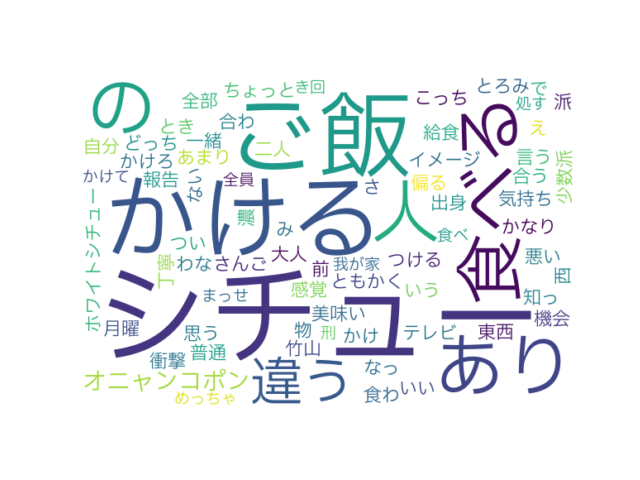 の
ご飯
かける
シチュー
食べる
人
あり
違う
ちょっと
き回
全部
とき
自分
どっち
一緒
合わ
かけろ
あまり
二人
かけて
報告
ない
全員
濃
さ
み
こっち
とろみ
で
処す
派
給食
え
イメージ
言う
偽る
合う
少数派
出身
気持ち
食べ
かなり
ホワイトシチュー
丁寧
つい
わな
さんご
大人
前
我が家
つける
悪い
西
まっせ
感覚
ともかく
いう
知っ
月曜
思う
美味い
機会
物
刑
かけ
テレビ
東西
衝撃
普通
竹山
なっ
オニャンコポン
めっちゃ
食わ
いい